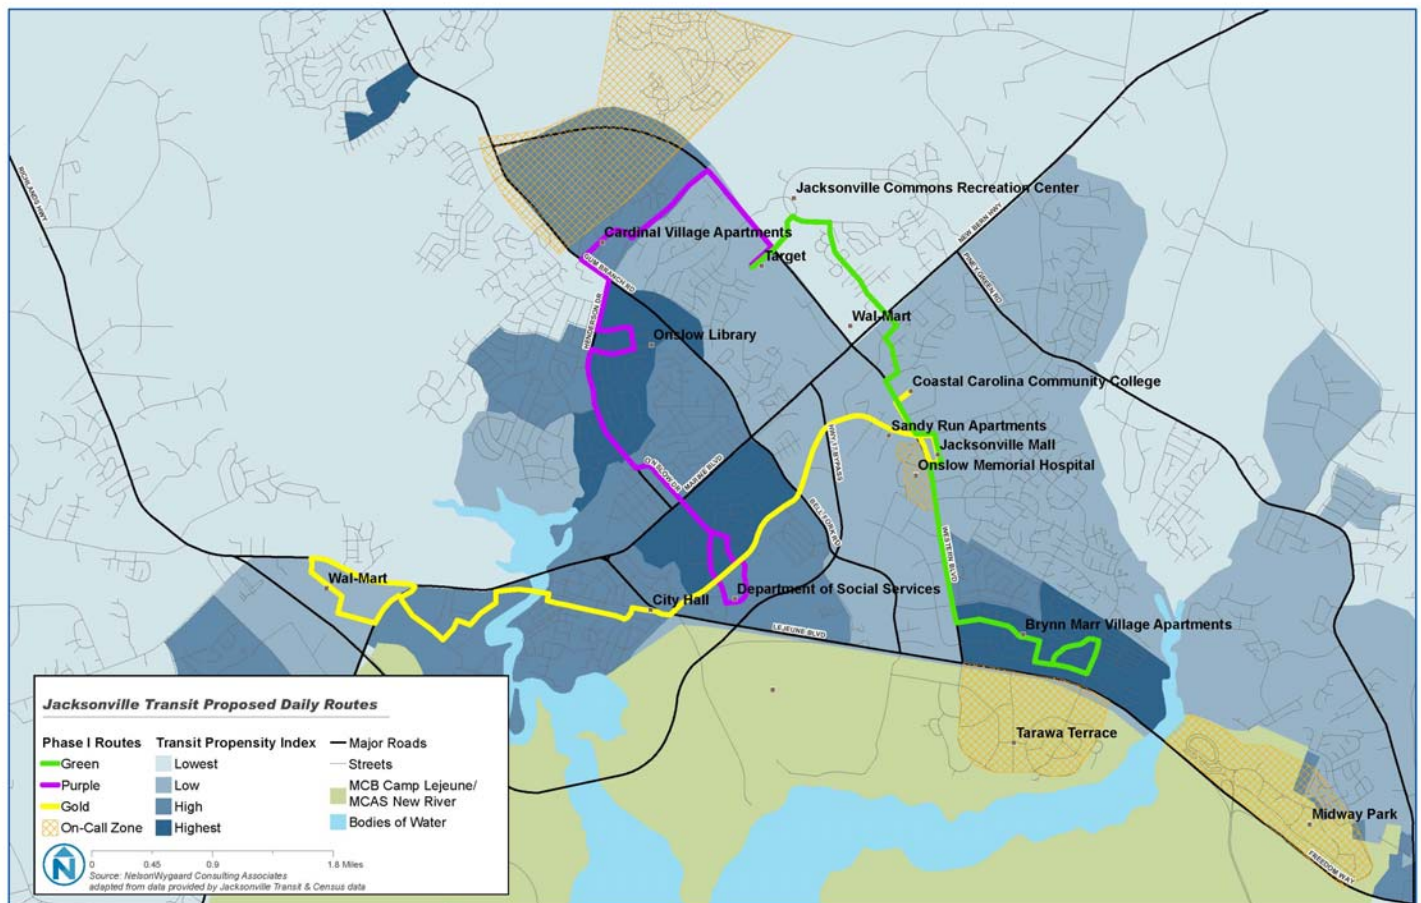 RICHLANDS HWY
Jacksonville Commons Recreation Center
NEW BERN HWY
Cardinal Village Apartments
GUM BRANCH RD
Target
PINEY GREEN RD
HENDERSON DR
Wal-Mart
Onslow Library
Coastal Carolina Community College
Sandy Run Apartments
HWY 17 BYPASS
Jacksonville Mall
Onslow Memorial Hospital
ONSLOW DR
MARINE BLVD
BELL FORK RD
WESTERN BLVD
Wal-Mart
Department of Social Services
City Hall
LEJEUNE BLVD
Brynn Marr Village Apartments
Tarawa Terrace
Midway Park
FREEDOM WAY
Jacksonville Transit Proposed Daily Routes
Phase I Routes
Green
Purple
Gold
On-Call Zone
Transit Propensity Index
Lowest
Low
High
Highest
Major Roads
Streets
MCB Camp Lejeune/
MCAS New River
Bodies of Water
N
0 0.45 0.9 1.8 Miles
Source: NelsonNygaard Consulting Associates
adapted from data provided by Jacksonville Transit & Census data